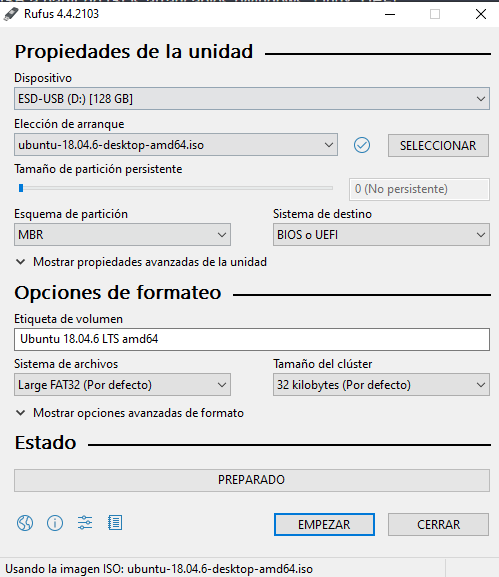 Rufus 4.4.2103
Propiedades de la unidad
Dispositivo
ESD-USB (D:) [128 GB]
Elección de arranque
ubuntu-18.04.6-desktop-amd64.iso
SELECCIONAR
Tamaño de partición persistente
0 (No persistente)
Esquema de partición
Sistema de destino
MBR
BIOS o UEFI
Mostrar propiedades avanzadas de la unidad
Opciones de formateo
Etiqueta de volumen
Ubuntu 18.04.6 LTS amd64
Sistema de archivos
Tamaño del clúster
Large FAT32 (Por defecto)
32 kilobytes (Por defecto)
Mostrar opciones avanzadas de formato
Estado
PREPARADO
EMPEZAR
CERRAR
Usando la imagen ISO: ubuntu-18.04.6-desktop-amd64.iso